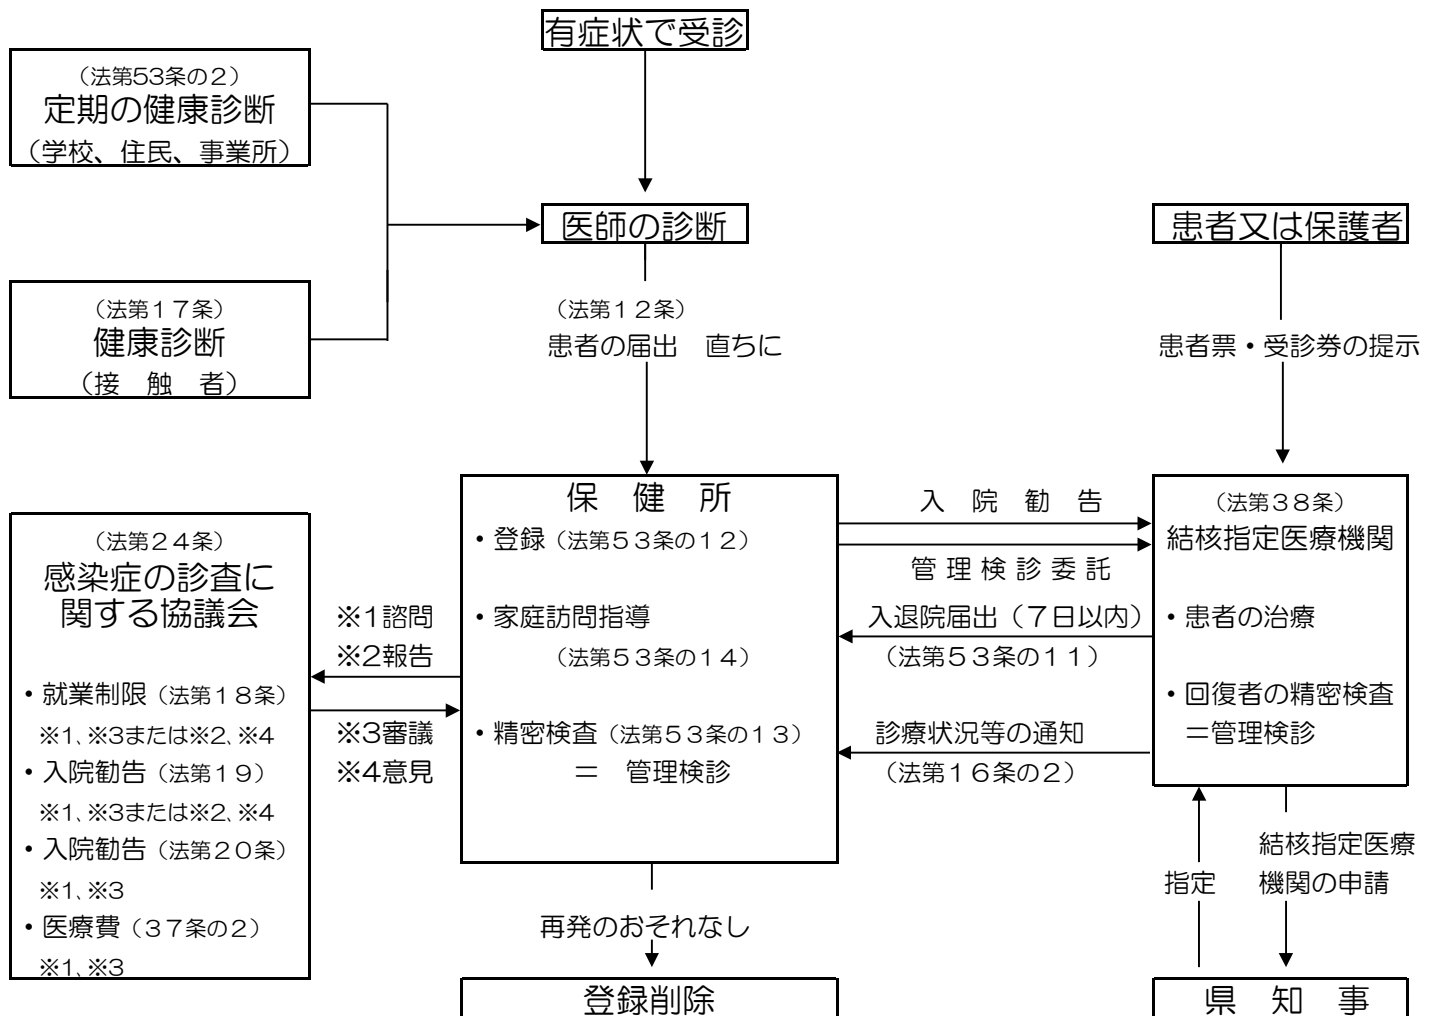 有症状で受診
（法第53条の２）
定期の健康診断
（学校、住民、事業所）
医師の診断
患者又は保護者
（法第１７条）
健康診断
（接　触　者）
（法第１２条）
患者の届出　直ちに
患者票・受診券の提示
（法第２４条）
感染症の診査に
関する協議会
・就業制限（法第１８条）
※1、※3または※2、※4
・入院勧告（法第１９）
※1、※3または※2、※4
・入院勧告（法第２０条）
※1、※3
・医療費（３７条の２）
※1、※3
※1諮問
※2報告
※3審議
※4意見
保　健　所
・登録（法第５３条の１２）
・家庭訪問指導
（法第５３条の１４）
・精密検査（法第５３条の１３）
＝　管理検診
入　院　勧　告
管 理 検 診 委 託
入退院届出（７日以内）
（法第５３条の１１）
診療状況等の通知
（法第１６条の２）
（法第３８条）
結核指定医療機関
・患者の治療
・回復者の精密検査
＝管理検診
指定
結核指定医療
機関の申請
再発のおそれなし
登録削除
県　知　事